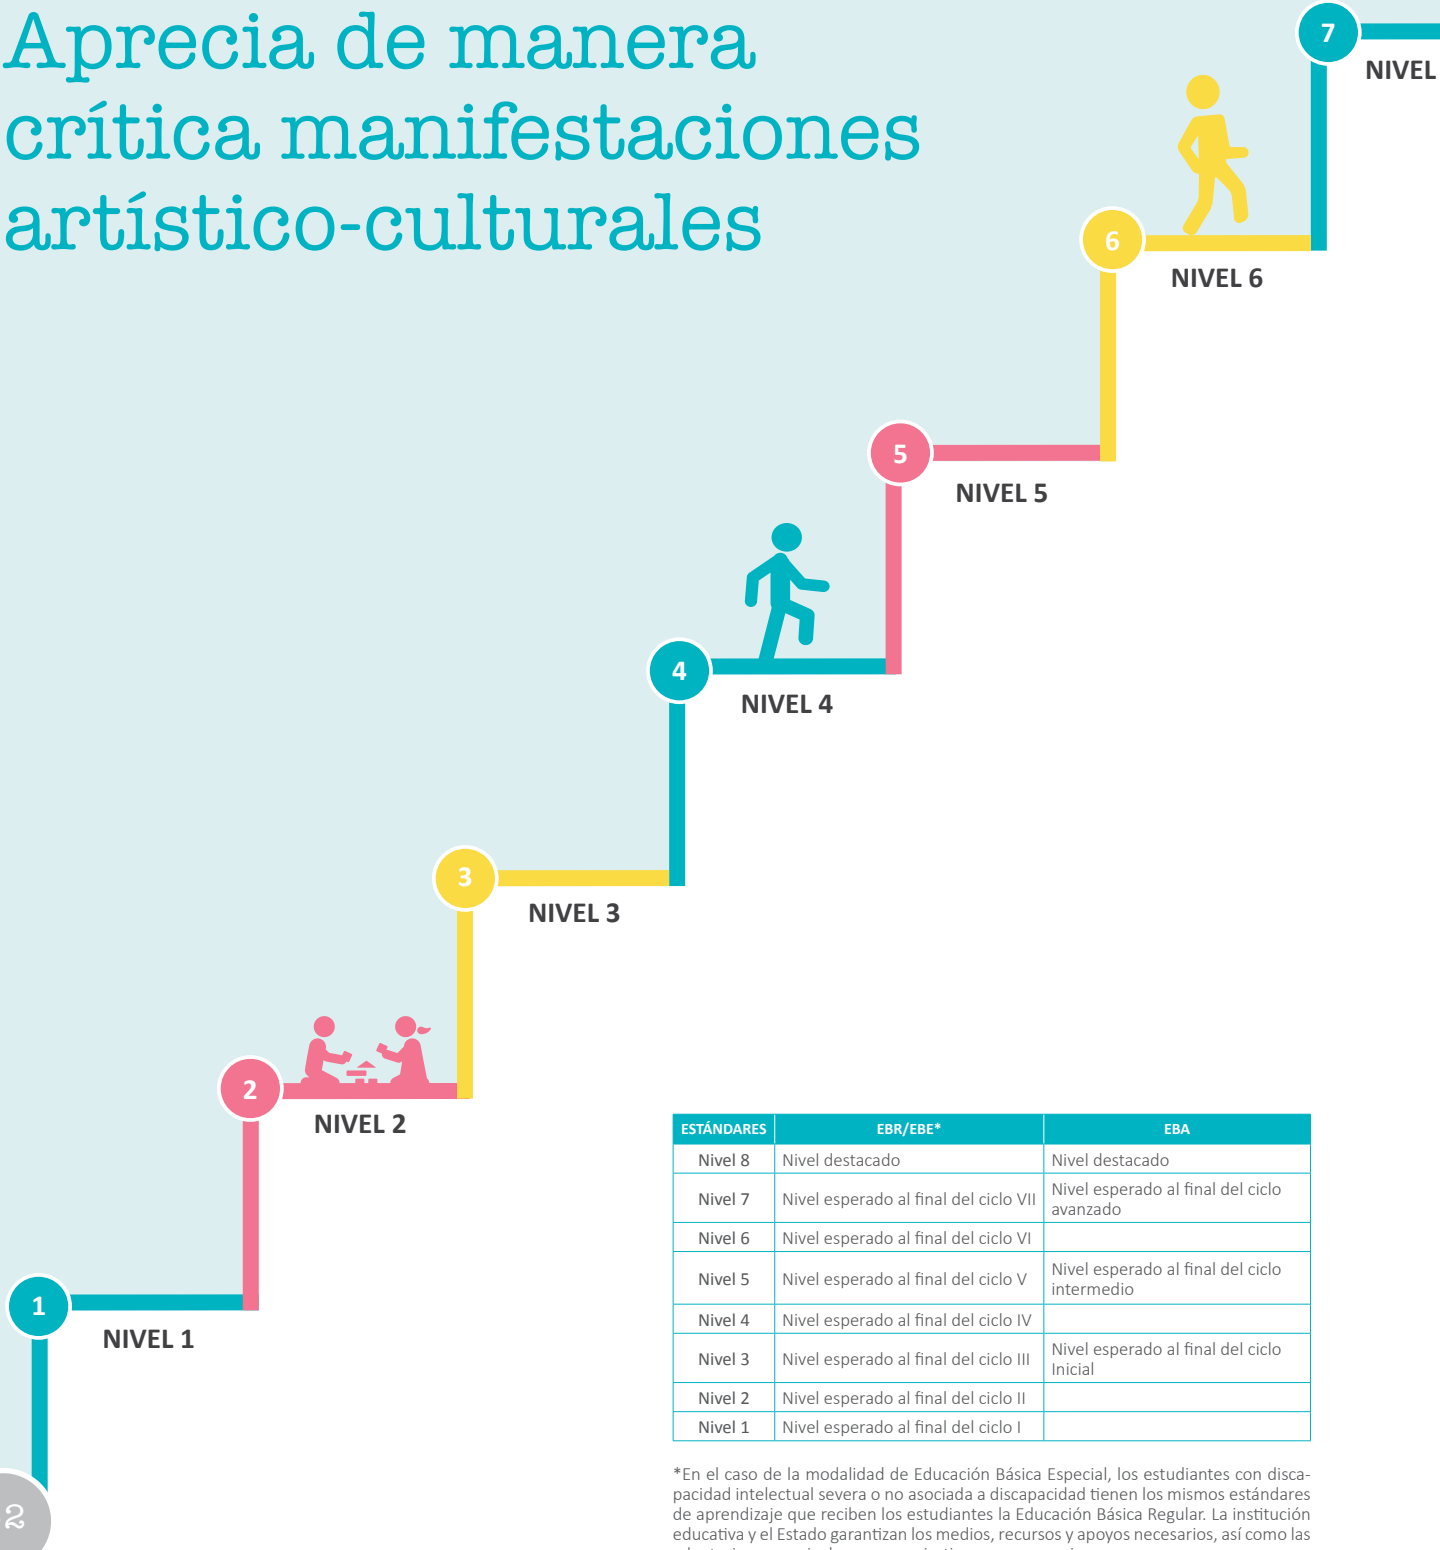 Aprecia de manera
crítica manifestaciones
artístico-culturales
7
NIVEL
6
NIVEL 6
5
NIVEL 5
4
NIVEL 4
3
NIVEL 3
2
NIVEL 2
1
NIVEL 1
ESTÁNDARES EBR/EBE* EBA
Nivel 8 Nivel destacado Nivel destacado
Nivel 7 Nivel esperado al final del ciclo VII Nivel esperado al final del ciclo
avanzado
Nivel 6 Nivel esperado al final del ciclo VI
Nivel 5 Nivel esperado al final del ciclo V Nivel esperado al final del ciclo
intermedio
Nivel 4 Nivel esperado al final del ciclo IV
Nivel 3 Nivel esperado al final del ciclo III Nivel esperado al final del ciclo
Inicial
Nivel 2 Nivel esperado al final del ciclo II
Nivel 1 Nivel esperado al final del ciclo I
*En el caso de la modalidad de Educación Básica Especial, los estudiantes con disca-
pacidad intelectual severa o no asociada a discapacidad tienen los mismos estándares
de aprendizaje que reciben los estudiantes la Educación Básica Regular. La institución
educativa y el Estado garantizan los medios, recursos y apoyos necesarios, así como las
2